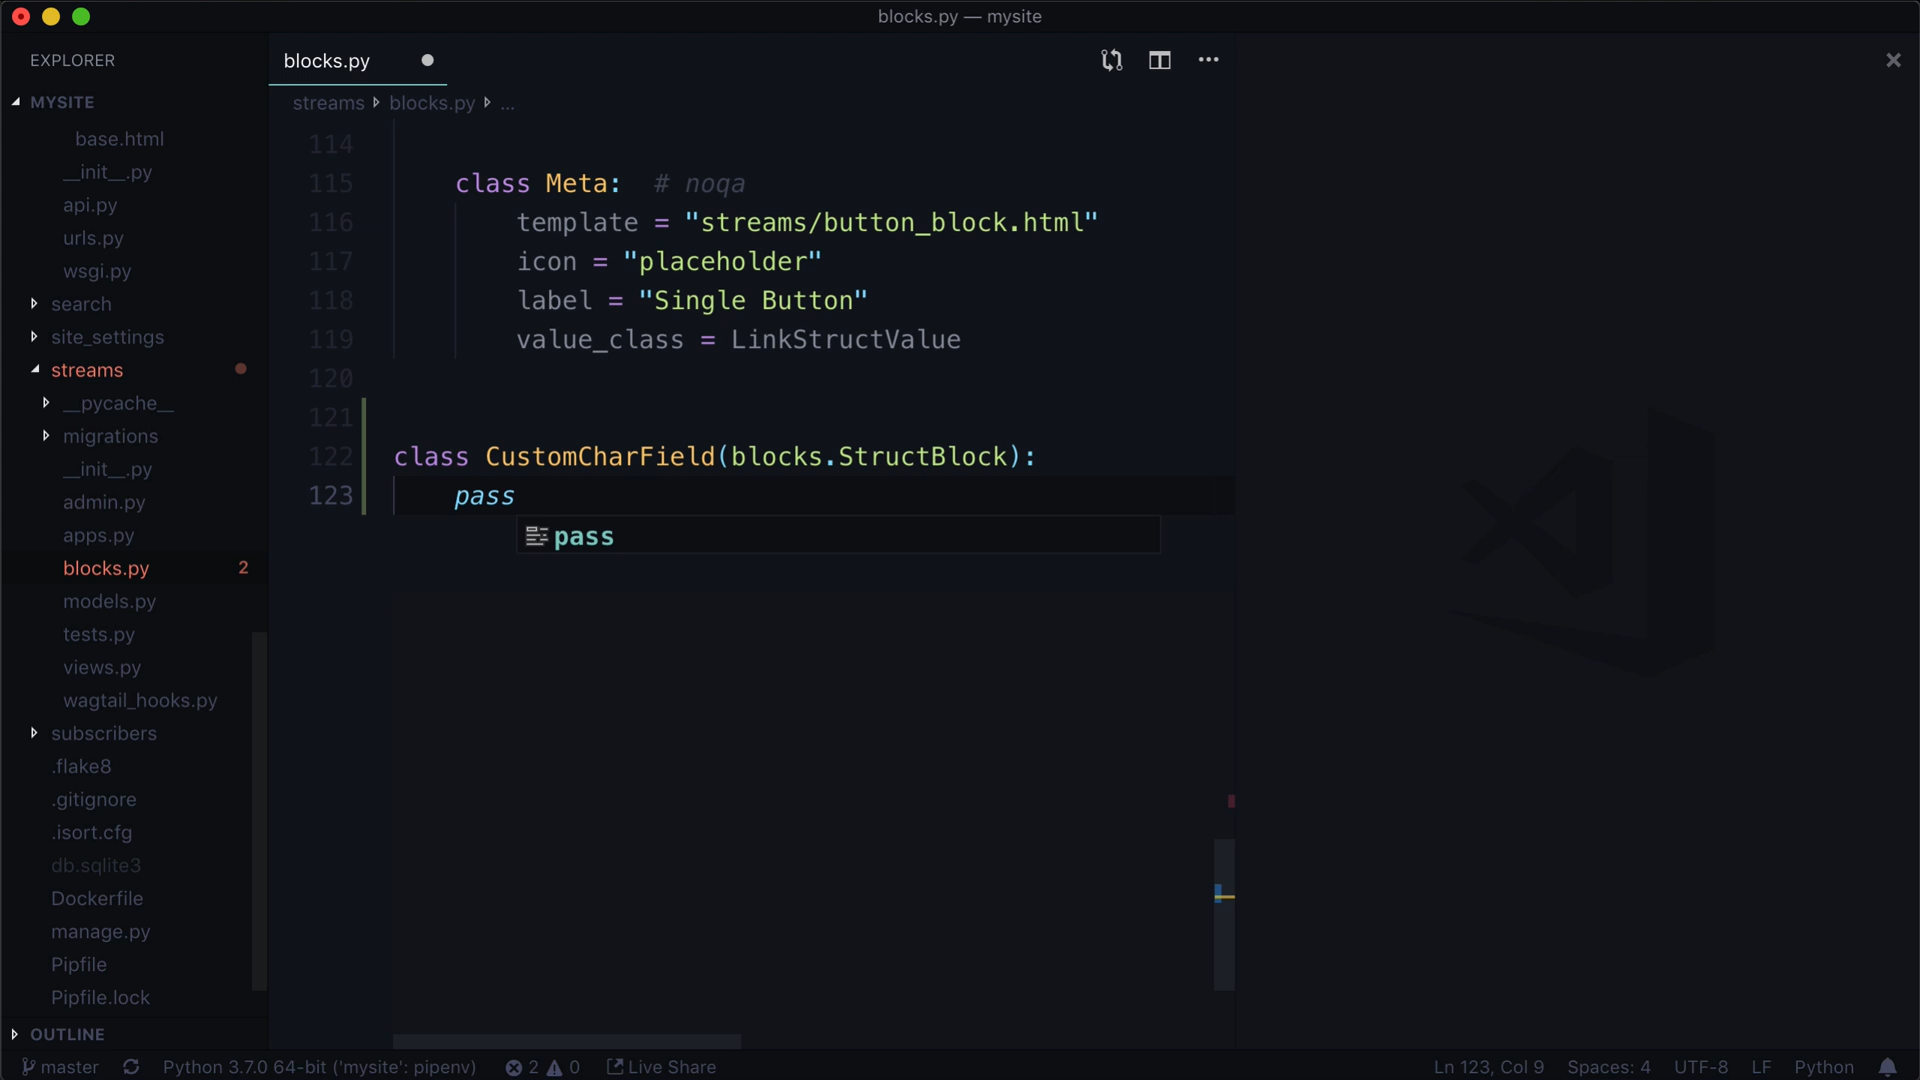 blocks.py — mysite
EXPLORER
MYSITE
base.html
__init__.py
api.py
urls.py
wsgi.py
search
site_settings
streams
__pycache__
migrations
__init__.py
admin.py
apps.py
blocks.py 2
models.py
tests.py
views.py
wagtail_hooks.py
subscribers
.flake8
.gitignore
.isort.cfg
db.sqlite3
Dockerfile
manage.py
Pipfile
Pipfile.lock
OUTLINE
blocks.py
streams blocks.py ...
114
115 class Meta:  # noqa
116 template = "streams/button_block.html"
117 icon = "placeholder"
118 label = "Single Button"
119 value_class = LinkStructValue
120
121
122 class CustomCharField(blocks.StructBlock):
123 pass
pass
master Python 3.7.0 64-bit ('mysite': pipenv) 2 0 Live Share Ln 123, Col 9 Spaces: 4 UTF-8 LF Python